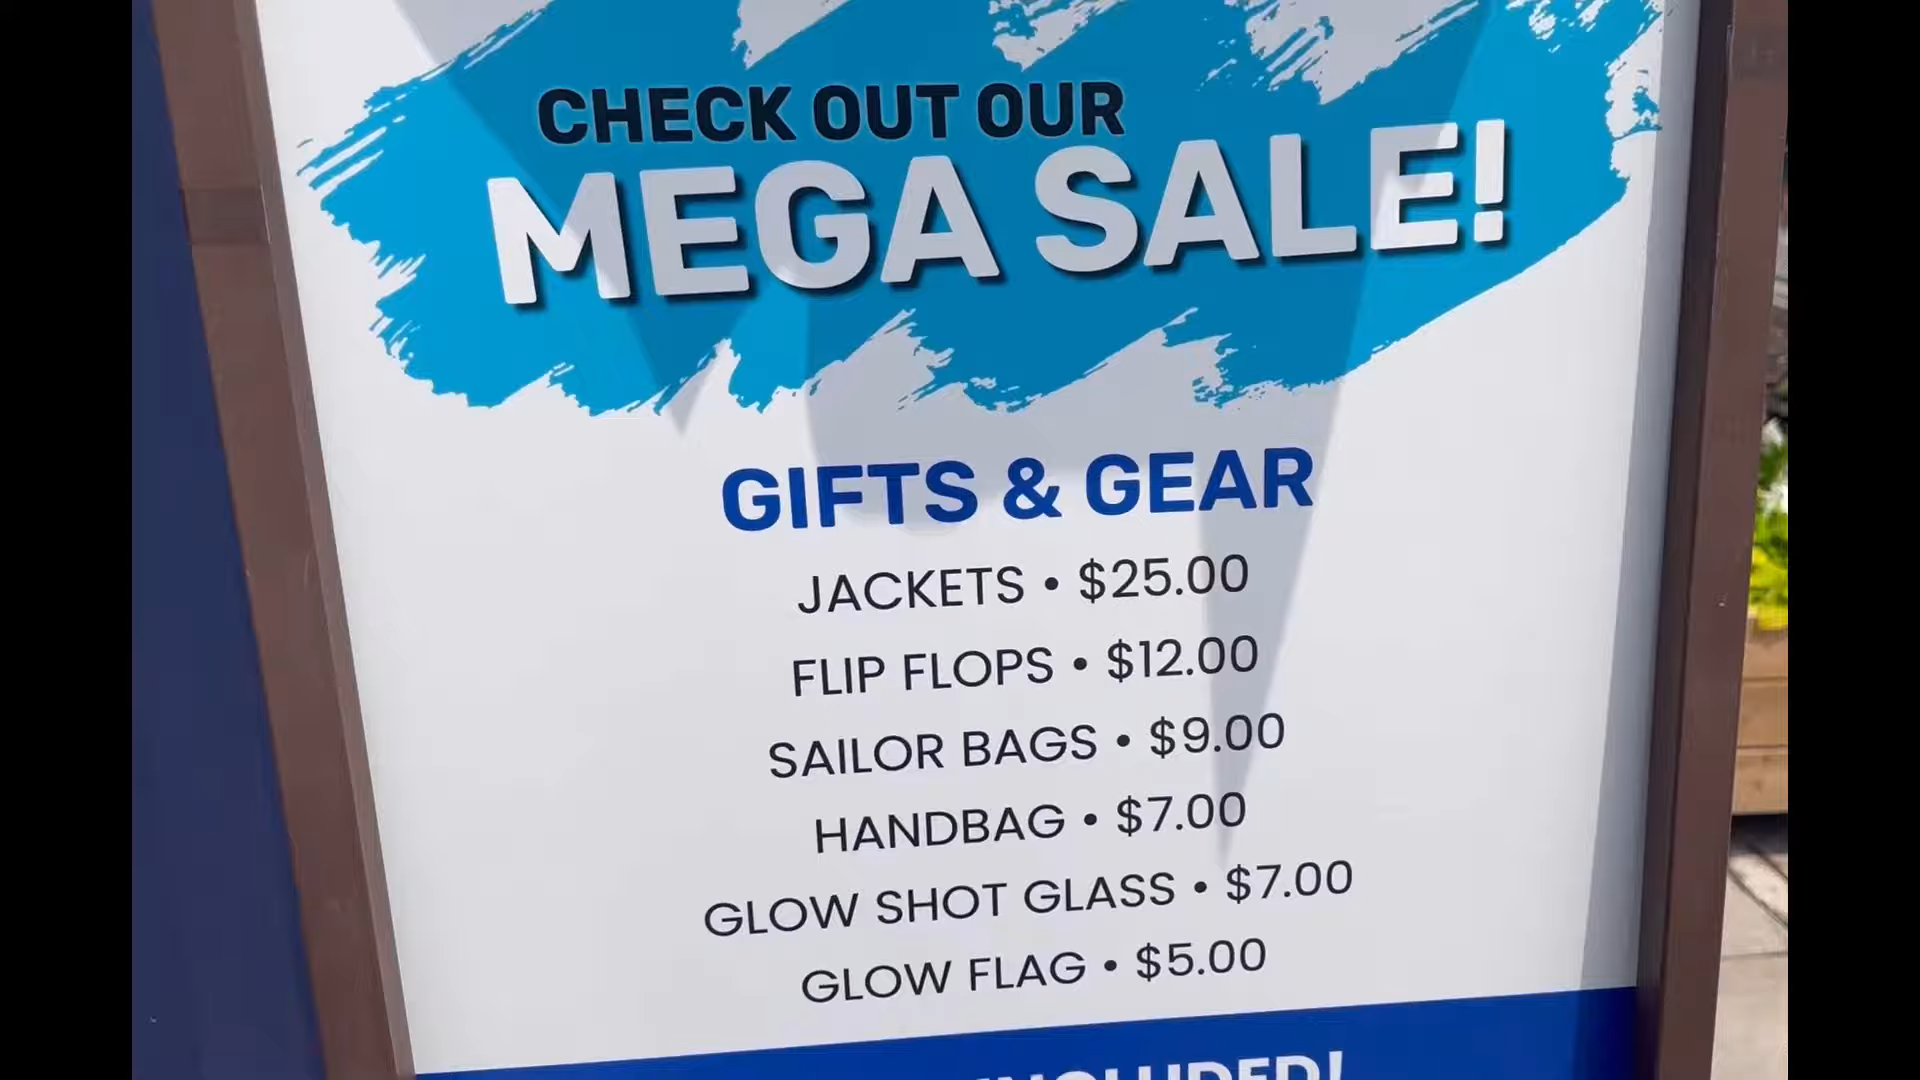 CHECK OUT OUR
MEGA SALE!
GIFTS & GEAR
JACKETS • $25.00
FLIP FLOPS • $12.00
SAILOR BAGS • $9.00
HANDBAG • $7.00
GLOW SHOT GLASS • $7.00
GLOW FLAG • $5.00
INCLUDED!